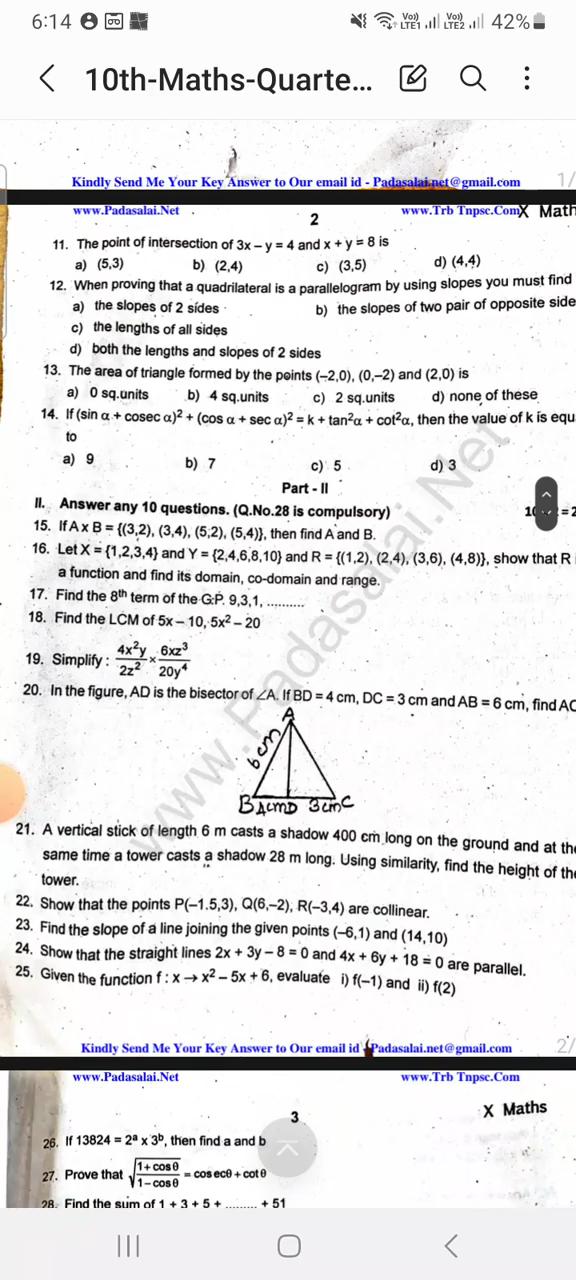 6:14 Vo)) LTE1 Vo)) LTE2 42%
10th-Maths-Quarte...
Kindly Send Me Your Key Answer to Our email id - Padasalai.net@gmail.com 1/
www.Padasalai.Net www.Trb Tnpsc.Com
2 X Math
11. The point of intersection of 3x – y = 4 and x + y = 8 is
a) (5,3) b) (2,4) c) (3,5) d) (4,4)
12. When proving that a quadrilateral is a parallelogram by using slopes you must find
a) the slopes of 2 sides b) the slopes of two pair of opposite side
c) the lengths of all sides
d) both the lengths and slopes of 2 sides
13. The area of triangle formed by the points (–2,0), (0,–2) and (2,0) is
a) 0 sq.units b) 4 sq.units c) 2 sq.units d) none of these
14. If (sin α + cosec α)² + (cos α + sec α)² = k + tan²α + cot²α, then the value of k is equ
to
a) 9 b) 7 c) 5 d) 3
Part - II
II. Answer any 10 questions. (Q.No.28 is compulsory) 10 = 2
15. If A x B = {(3,2), (3,4), (5,2), (5,4)}, then find A and B.
16. Let X = {1,2,3,4} and Y = {2,4,6,8,10} and R = {(1,2), (2,4), (3,6), (4,8)}, show that R
a function and find its domain, co-domain and range.
17. Find the 8th term of the G.P. 9,3,1, ..........
18. Find the LCM of 5x – 10, 5x² – 20
19. Simplify : 4x²y/2z² × 6xz³/20y⁴
20. In the figure, AD is the bisector of ∠A. If BD = 4 cm, DC = 3 cm and AB = 6 cm, find AC
A
6cm
B 4cm D 3cm C
21. A vertical stick of length 6 m casts a shadow 400 cm long on the ground and at the
same time a tower casts a shadow 28 m long. Using similarity, find the height of the
tower.
22. Show that the points P(–1.5,3), Q(6,–2), R(–3,4) are collinear.
23. Find the slope of a line joining the given points (–6,1) and (14,10)
24. Show that the straight lines 2x + 3y – 8 = 0 and 4x + 6y + 18 = 0 are parallel.
25. Given the function f : x → x² – 5x + 6, evaluate i) f(–1) and ii) f(2)
www.Padasalai.Net
Kindly Send Me Your Key Answer to Our email id - Padasalai.net@gmail.com 2/
www.Padasalai.Net www.Trb Tnpsc.Com
3 X Maths
26. If 13824 = 2ᵃ x 3ᵇ, then find a and b
27. Prove that √((1+cosθ)/(1–cosθ)) = cosecθ + cotθ
28. Find the sum of 1 + 3 + 5 + ......... + 51